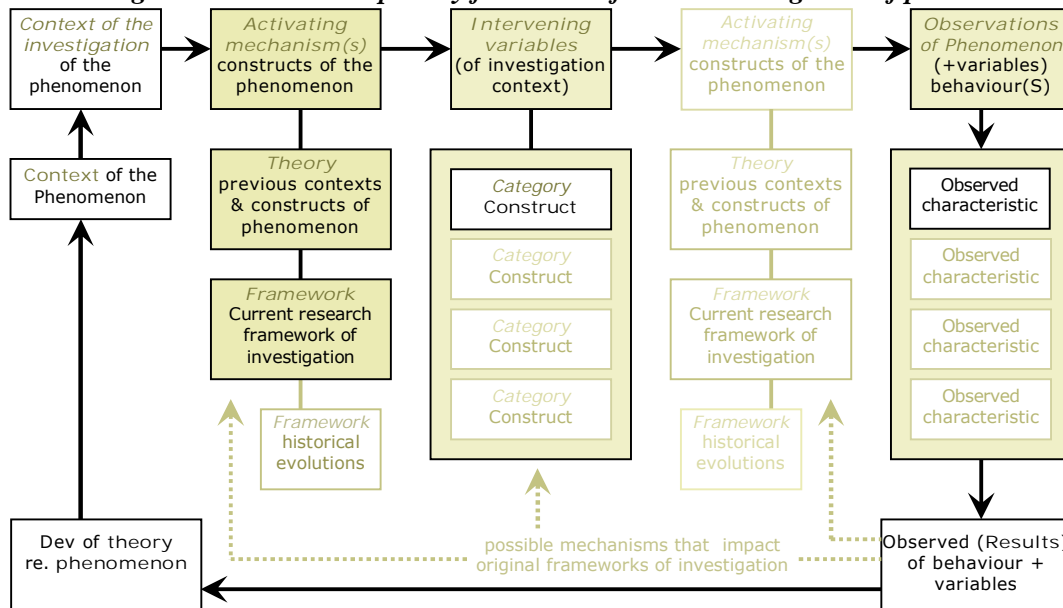 Context of the
investigation
of the
phenomenon
Activating
mechanism(s)
constructs of the
phenomenon
Intervening
variables
(of investigation
context)
Activating
mechanism(s)
constructs of the
phenomenon
Observations
of Phenomenon
(+variables)
behaviour(S)
Context of the
Phenomenon
Theory
previous contexts
& constructs of
phenomenon
Category
Construct
Category
Construct
Category
Construct
Category
Construct
Theory
previous contexts
& constructs of
phenomenon
Observed
characteristic
Observed
characteristic
Observed
characteristic
Observed
characteristic
Framework
Current research
framework of
investigation
Framework
Current research
framework of
investigation
Framework
historical
evolutions
Framework
historical
evolutions
Dev of theory
re. phenomenon
possible mechanisms that impact
original frameworks of investigation
Observed (Results)
of behaviour +
variables